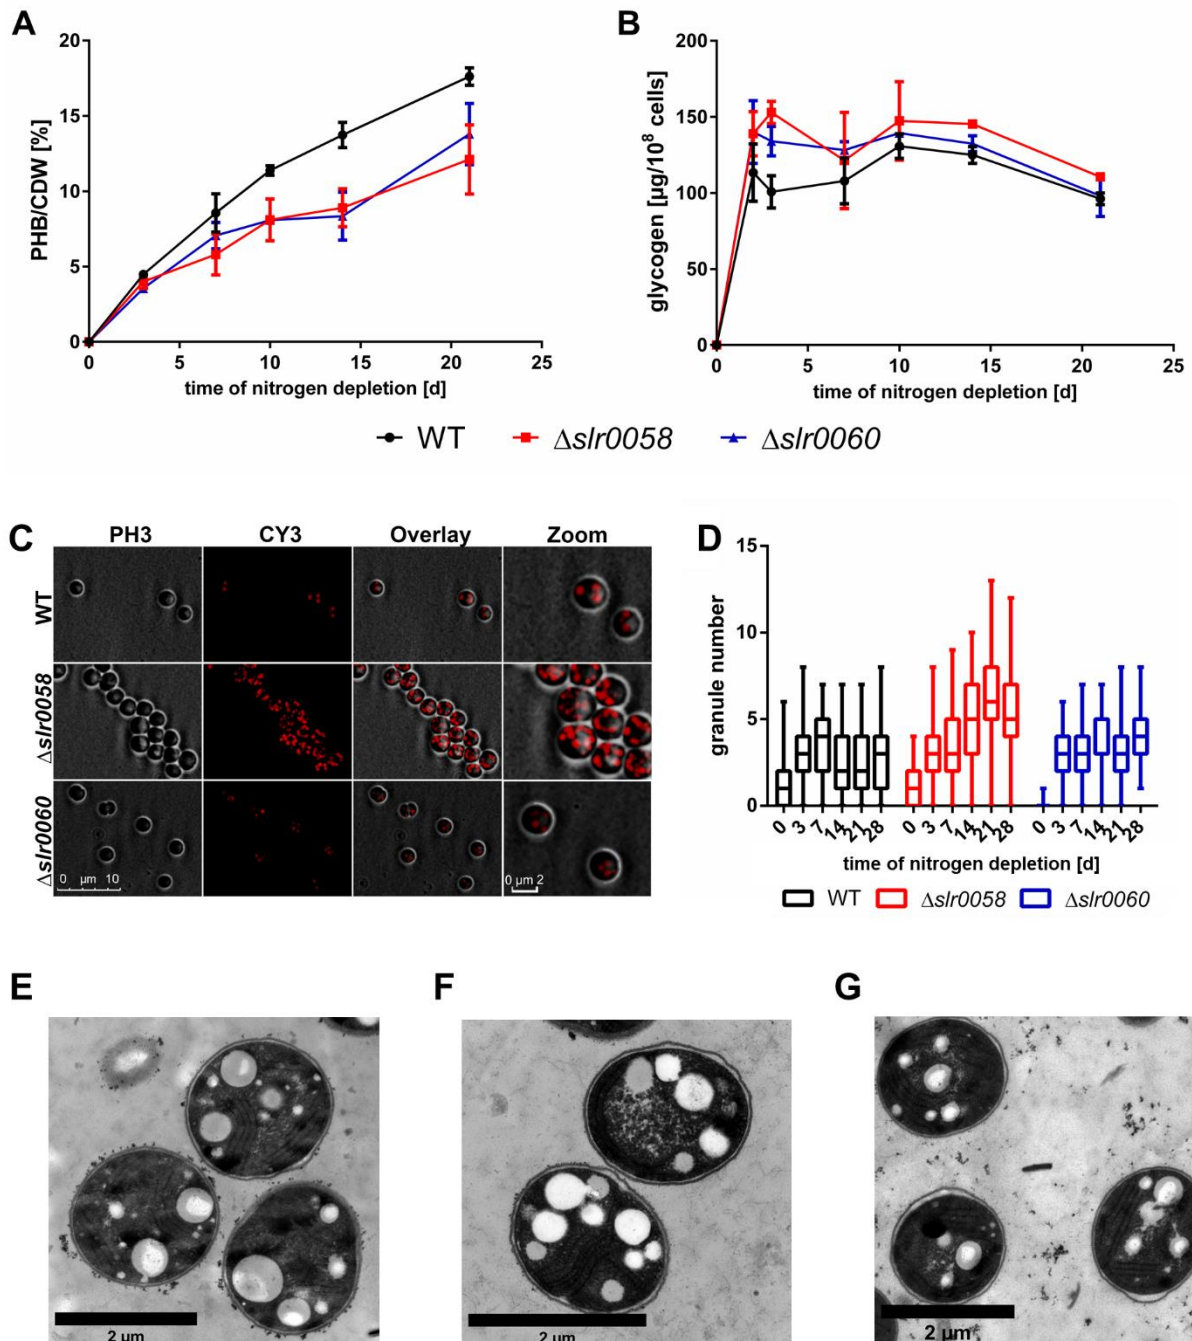 A
20
15
10
5
0
PHB/CDW [%]
0 5 10 15 20 25
time of nitrogen depletion [d]
B
200
150
100
50
0
glycogen [µg/10⁸ cells]
0 5 10 15 20 25
time of nitrogen depletion [d]
WT Δslr0058 Δslr0060
C
PH3 CY3 Overlay Zoom
WT
Δslr0058
Δslr0060
0 µm 10
0 µm 2
D
15
10
5
0
granule number
0 3 7 14 21 28 0 3 7 14 21 28 0 3 7 14 21 28
time of nitrogen depletion [d]
WT Δslr0058 Δslr0060
E
2 µm
F
2 µm
G
2 µm